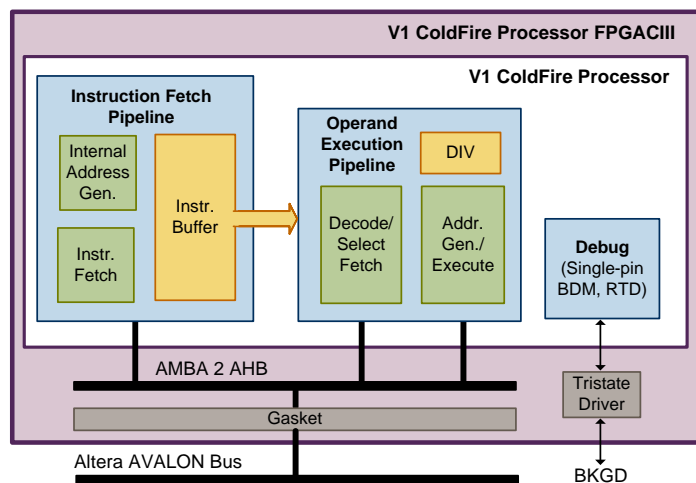 V1 ColdFire Processor FPGACIII
V1 ColdFire Processor
Instruction Fetch
Pipeline
Internal
Address
Gen.
Instr.
Fetch
Instr.
Buffer
Operand
Execution
Pipeline
DIV
Decode/
Select
Fetch
Addr.
Gen./
Execute
Debug
(Single-pin
BDM, RTD)
AMBA 2 AHB
Gasket
Tristate
Driver
Altera AVALON Bus
BKGD